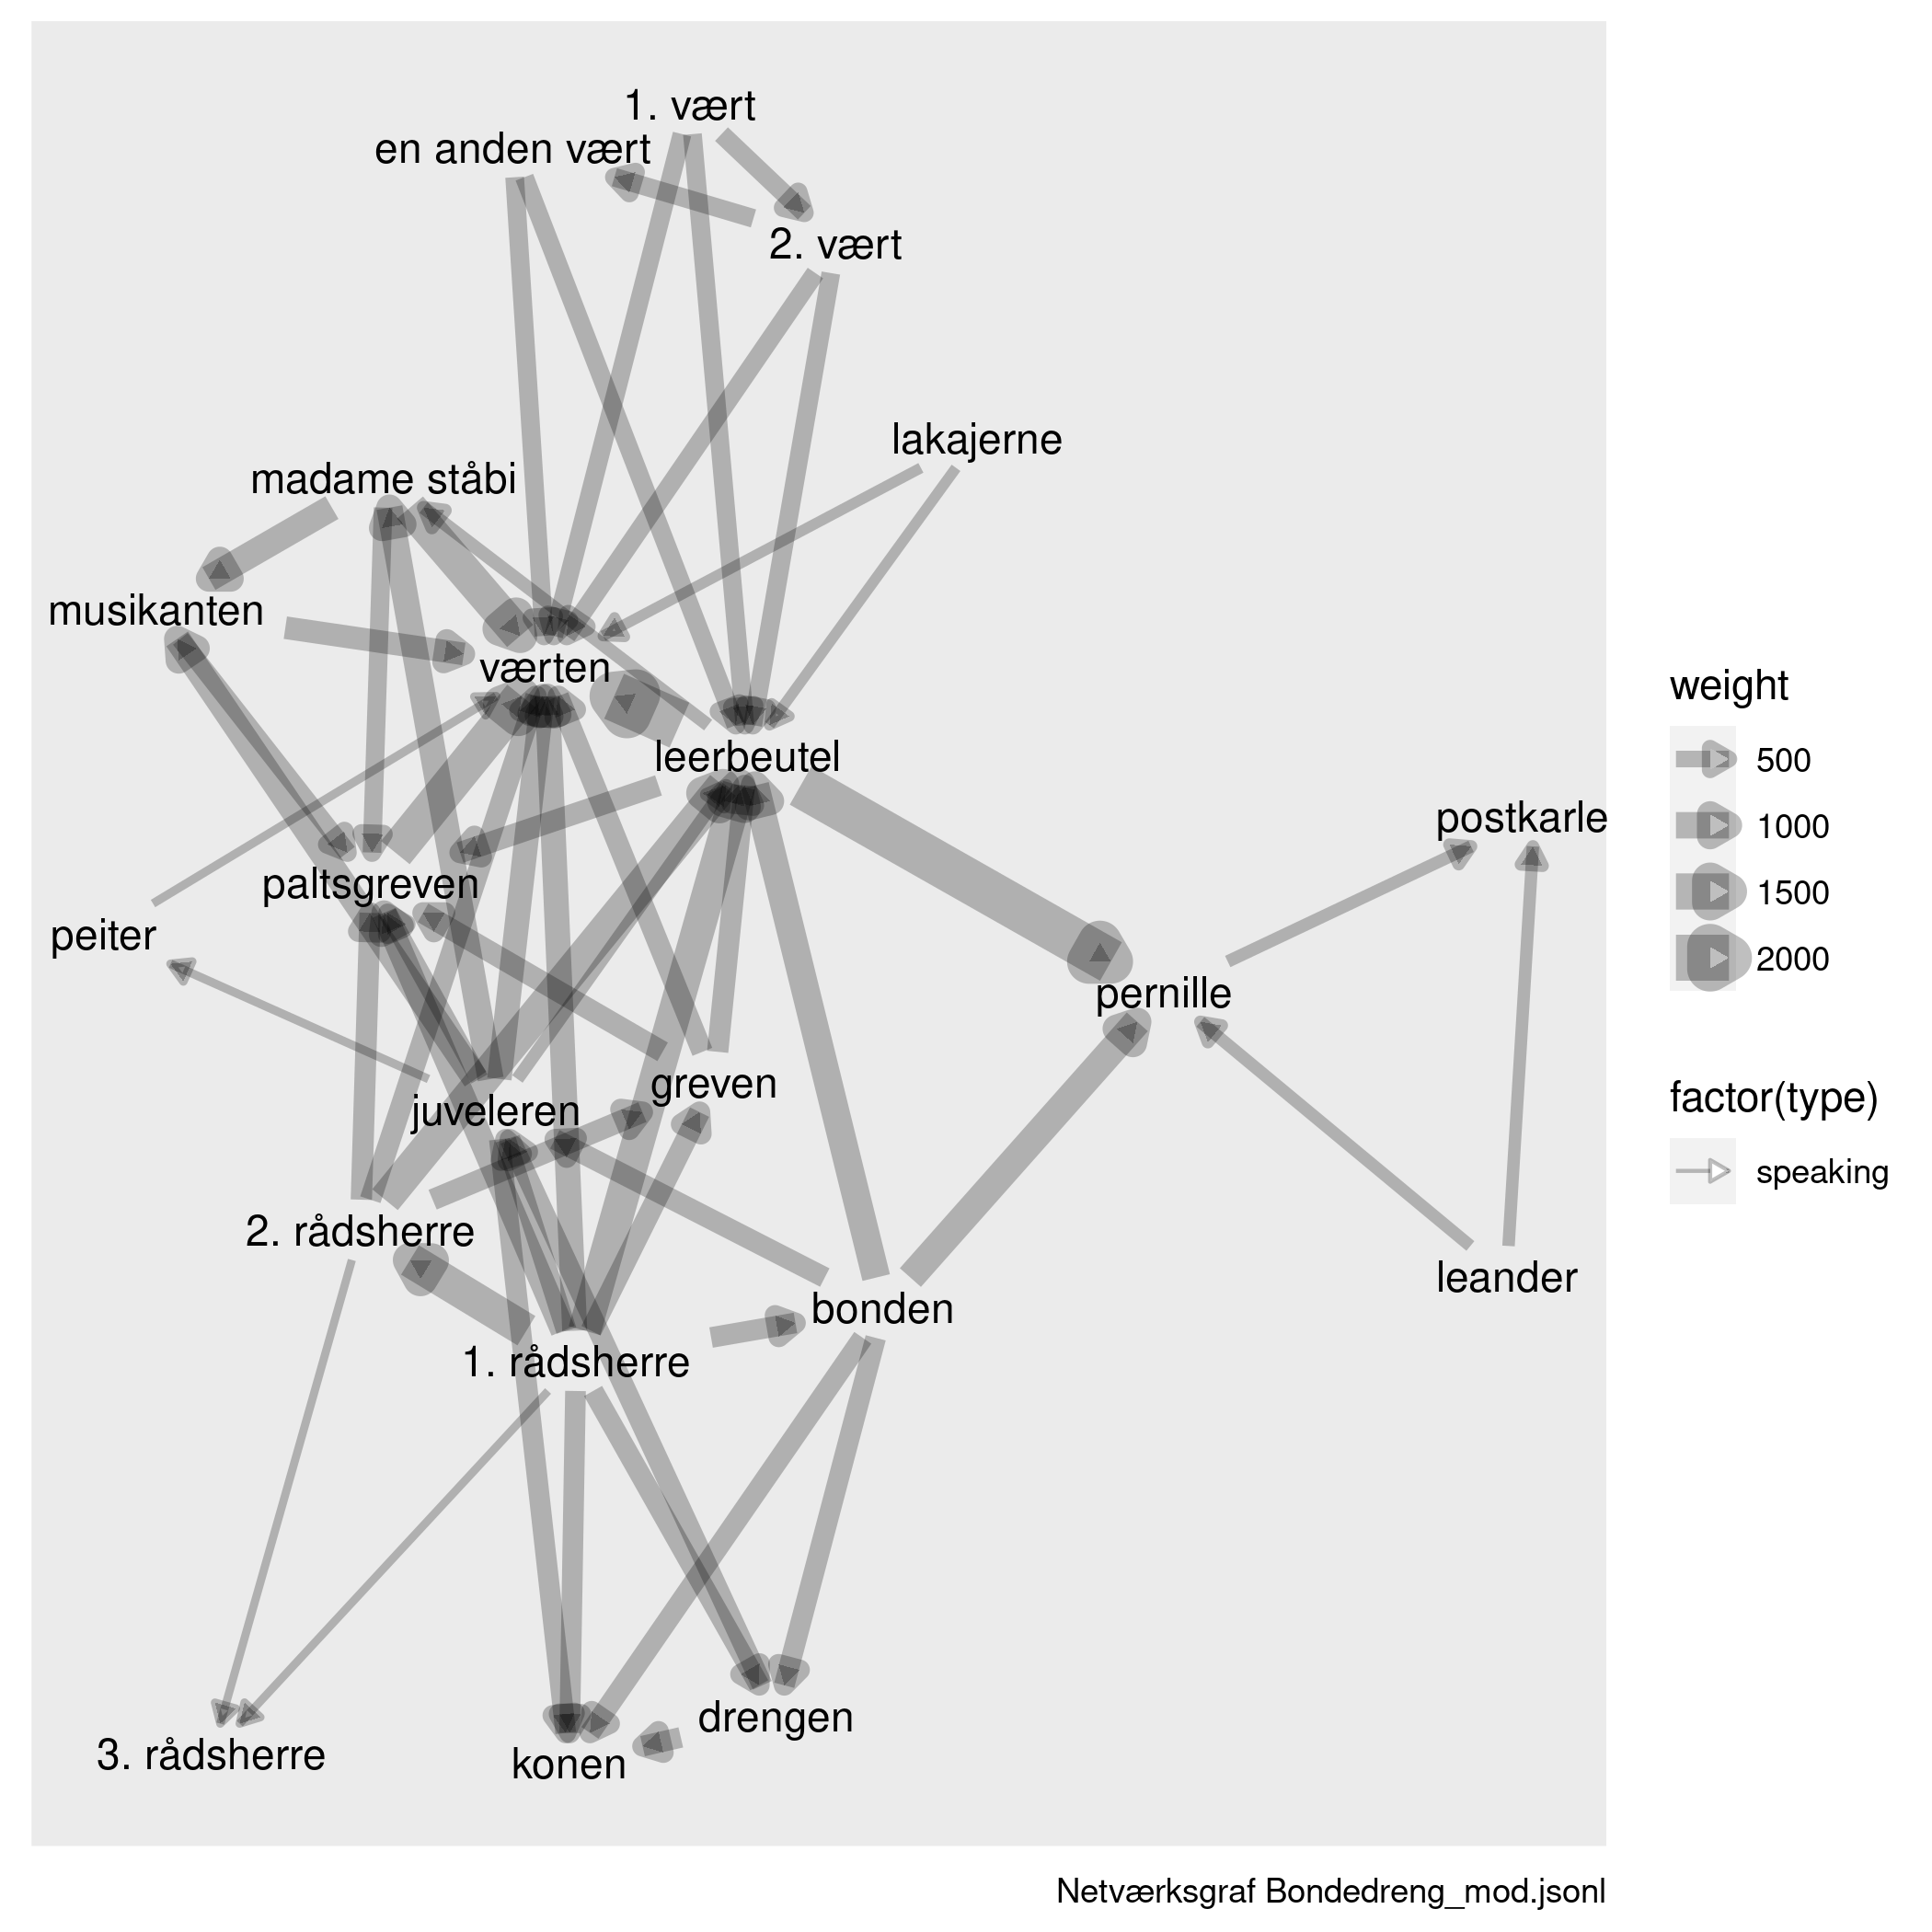 1. vært
en anden vært
2. vært
lakajerne
madame ståbi
musikanten
værten
leerbeutel
postkarle
paltsgreven
peiter
pernille
greven
juveleren
2. rådsherre
leander
bonden
1. rådsherre
drengen
3. rådsherre
konen
weight
500
1000
1500
2000
factor(type)
speaking
Netværksgraf Bondedreng_mod.jsonl